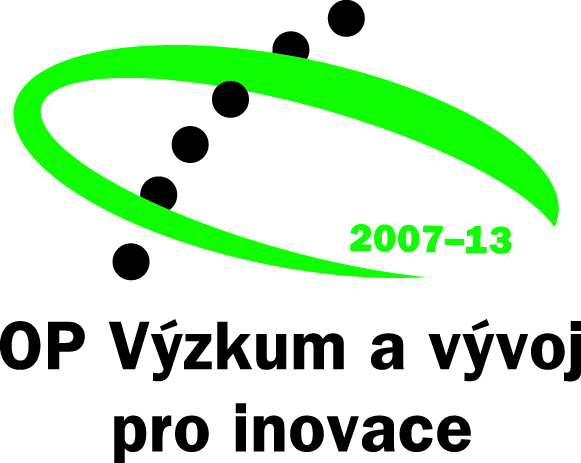 2007–13
OP Výzkum a vývoj
pro inovace